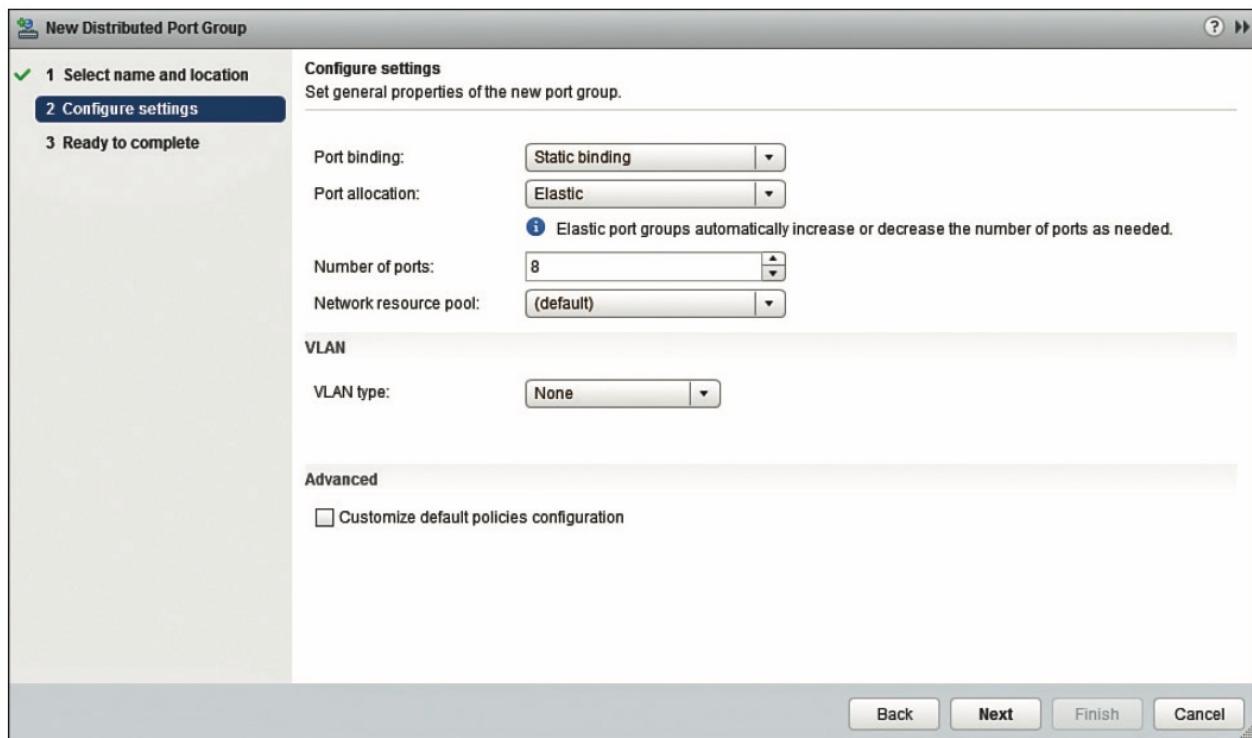 New Distributed Port Group
1 Select name and location
2 Configure settings
3 Ready to complete
Configure settings
Set general properties of the new port group.
Port binding: Static binding
Port allocation: Elastic
Elastic port groups automatically increase or decrease the number of ports as needed.
Number of ports: 8
Network resource pool: (default)
VLAN
VLAN type: None
Advanced
Customize default policies configuration
Back Next Finish Cancel